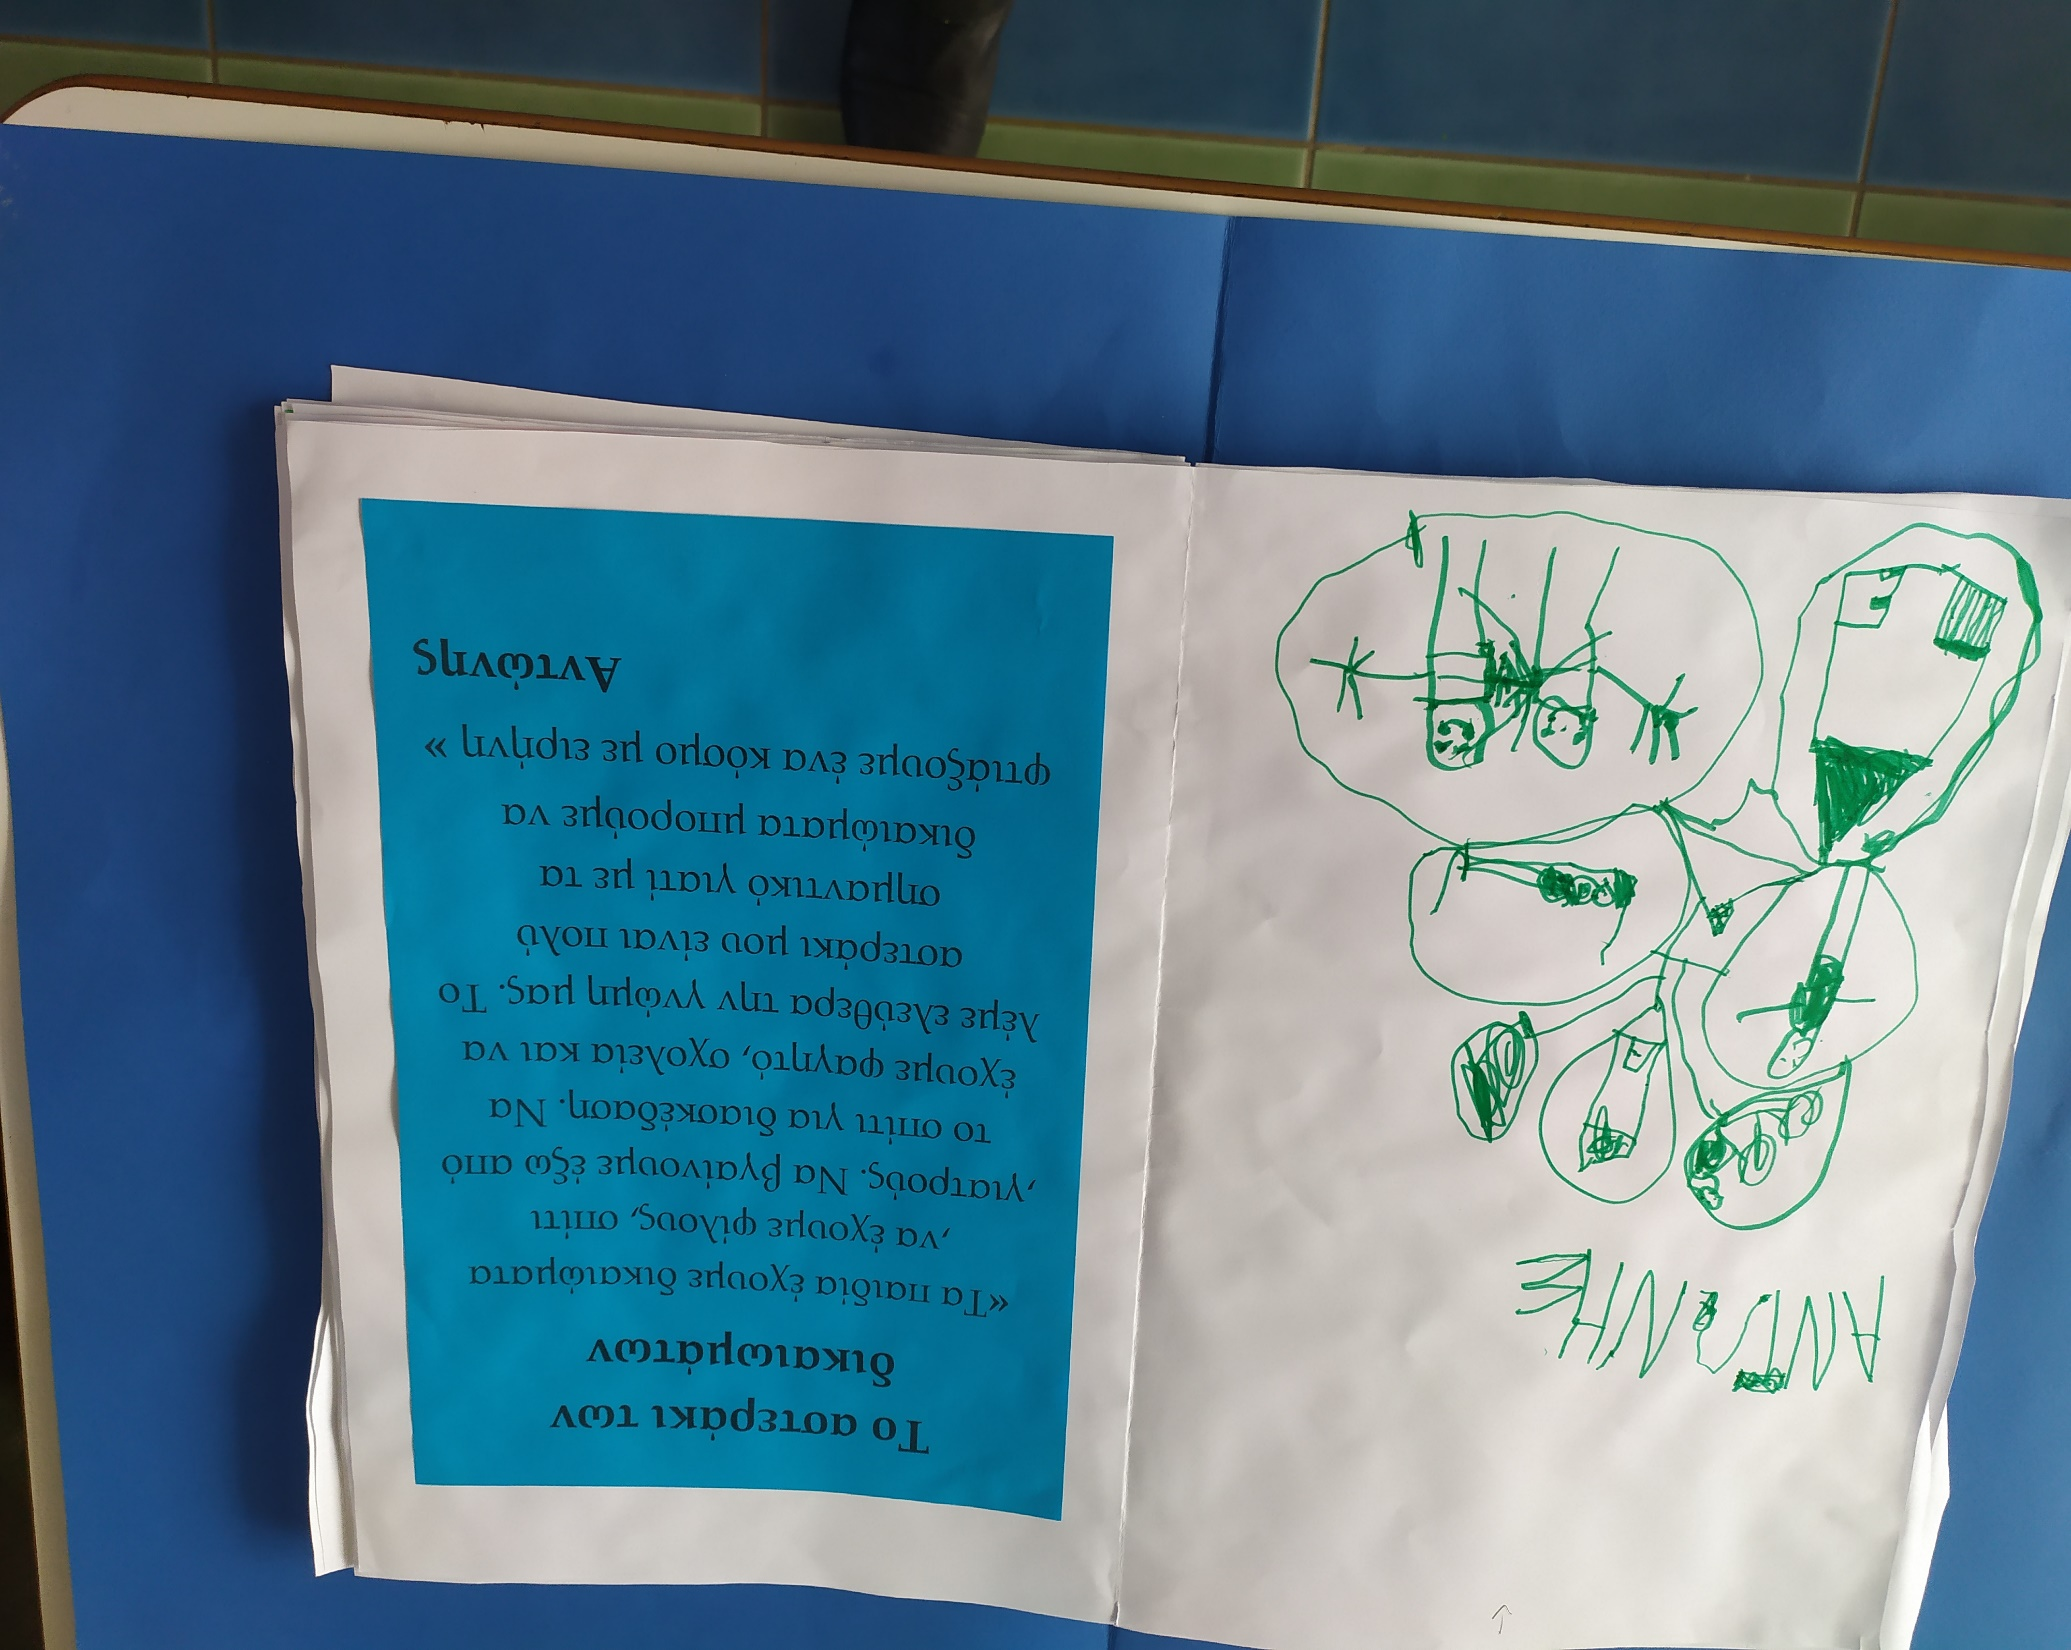 Το αστεράκι των
δικαιωμάτων
«Τα παιδία έχουμε δικαιώματα
,να έχουμε φίλους, σπίτι
,γιατρούς. Να βγαίνουμε έξω από
το σπίτι για διασκέδαση. Να
έχουμε φαγητό, σχολεία και να
λέμε ελεύθερα την γνώμη μας. Το
αστεράκι μου είναι πολύ
σημαντικό γιατί με τα
δικαιώματα μπορούμε να
φτιάξουμε ένα κόσμο με ειρήνη »
Αντώνης
ΑΝΤΩΝΗΣ